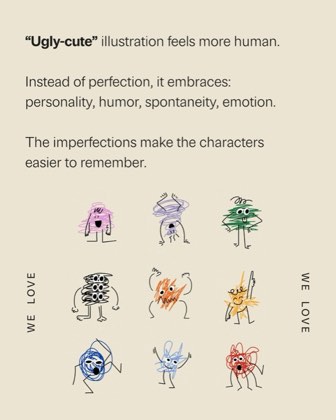 “Ugly-cute” illustration feels more human.
Instead of perfection, it embraces:
personality, humor, spontaneity, emotion.
The imperfections make the characters
easier to remember.
WE LOVE
WE LOVE